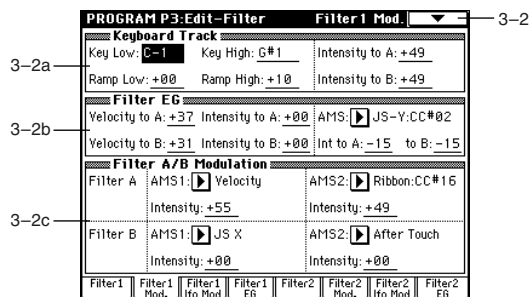 PROGRAM P3:Edit-Filter Filter1 Mod. 3-2
Keyboard Track
Key Low: C-1 Key High: G#1 Intensity to A: +49
3-2a
Ramp Low: +00 Ramp High: +10 Intensity to B: +49
Filter EG
Velocity to A: +37 Intensity to A: +00 AMS: JS-Y:CC#02
3-2b
Velocity to B: +31 Intensity to B: +00 Int to A: -15 to B: -15
Filter A/B Modulation
Filter A AMS1: Velocity AMS2: Ribbon:CC#16
Intensity: +55 Intensity: +49
3-2c
Filter B AMS1: JS X AMS2: After Touch
Intensity: +00 Intensity: +00
Filter1 Filter1 Filter1 Filter1 Filter2 Filter2 Filter2 Filter2
Mod. lfo Mod EG Mod. lfo Mod EG